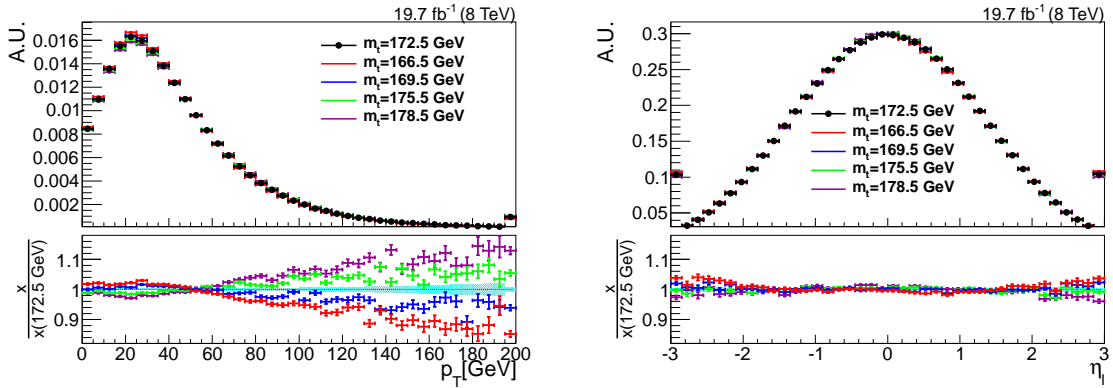 19.7 fb⁻¹ (8 TeV)
A.U.
0.016
0.014
0.012
0.01
0.008
0.006
0.004
0.002
mₜ=172.5 GeV
mₜ=166.5 GeV
mₜ=169.5 GeV
mₜ=175.5 GeV
mₜ=178.5 GeV
x
x(172.5 GeV)
1.1
1
0.9
0 20 40 60 80 100 120 140 160 180 200
p_T[GeV]
19.7 fb⁻¹ (8 TeV)
A.U.
0.3
0.25
0.2
0.15
0.1
0.05
mₜ=172.5 GeV
mₜ=166.5 GeV
mₜ=169.5 GeV
mₜ=175.5 GeV
mₜ=178.5 GeV
x
x(172.5 GeV)
1.1
1
0.9
-3 -2 -1 0 1 2 3
η_l